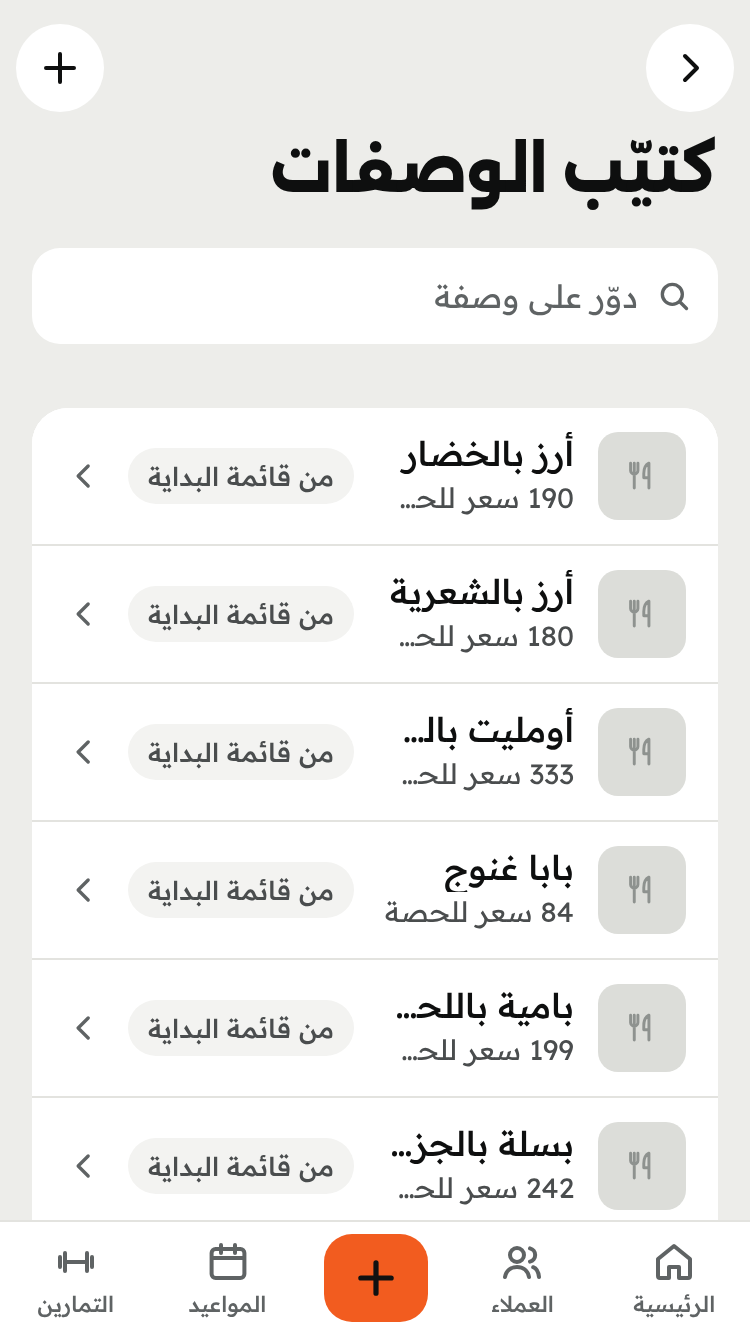 كتيّب الوصفات
دوّر على وصفة
أرز بالخضار
190 سعر للحـ...
من قائمة البداية
أرز بالشعرية
180 سعر للحـ...
من قائمة البداية
أومليت بالـ...
333 سعر للحـ...
من قائمة البداية
بابا غنوج
84 سعر للحصة
من قائمة البداية
بامية باللحـ...
199 سعر للحـ...
من قائمة البداية
بسلة بالجز...
242 سعر للحـ...
من قائمة البداية
الرئيسية
العملاء
المواعيد
التمارين